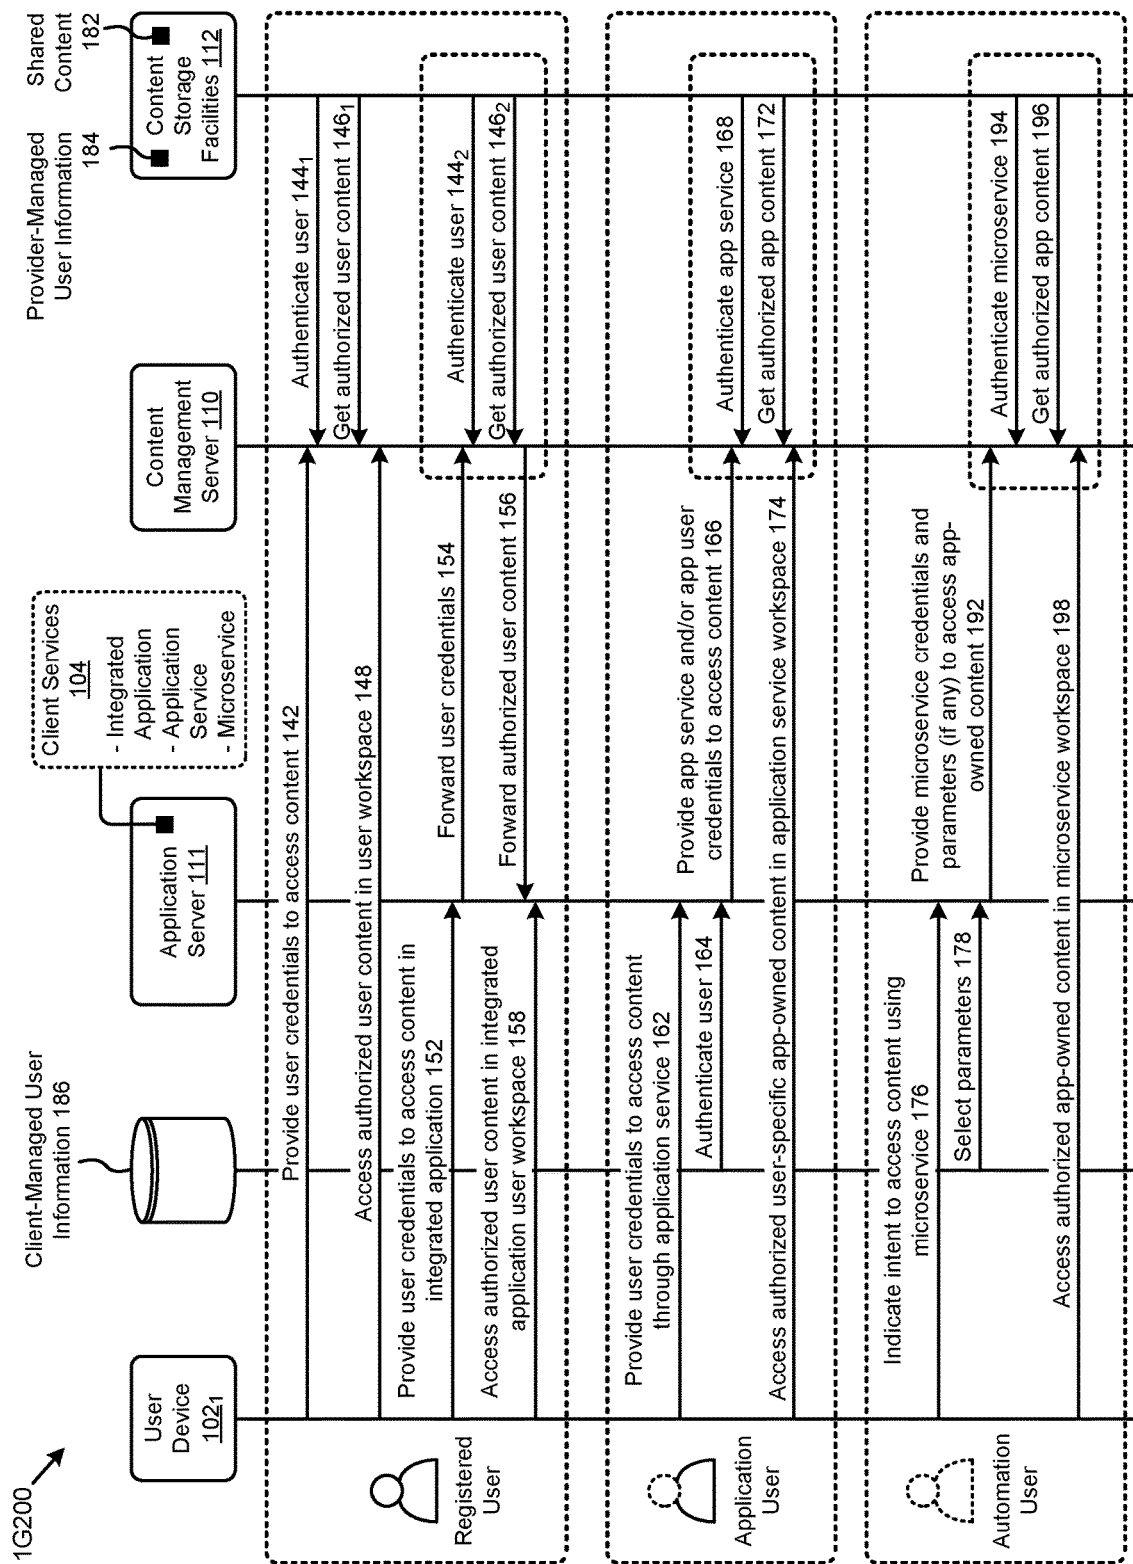 1G200
User
Device
102₁
Client-Managed User
Information 186
Application
Server 111
Client Services
104
- Integrated
Application
- Application
Service
- Microservice
Content
Management
Server 110
Provider-Managed
User Information
184
Shared
Content
182
Content
Storage
Facilities 112
Registered
User
Provide user credentials to access content 142
Authenticate user 144₁
Get authorized user content 146₁
Access authorized user content in user workspace 148
Provide user credentials to access content in
integrated application 152
Forward user credentials 154
Authenticate user 144₂
Get authorized user content 146₂
Forward authorized user content 156
Access authorized user content in integrated
application user workspace 158
Application
User
Provide user credentials to access content
through application service 162
Authenticate user 164
Provide app service and/or app user
credentials to access content 166
Authenticate app service 168
Get authorized app content 172
Access authorized user-specific app-owned content in application service workspace 174
Automation
User
Indicate intent to access content using
microservice 176
Select parameters 178
Provide microservice credentials and
parameters (if any) to access app-
owned content 192
Authenticate microservice 194
Get authorized app content 196
Access authorized app-owned content in microservice workspace 198